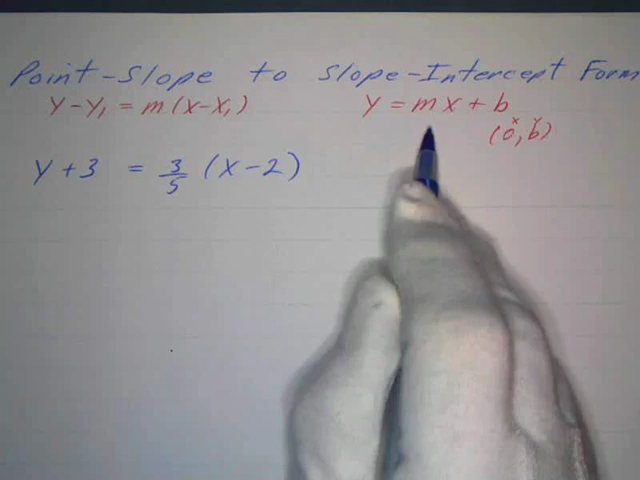 Point-Slope to Slope-Intercept Form
y-y₁ = m(x-x₁) y = mx + b
x y
(0, b)
y+3 = 3/5 (x-2)